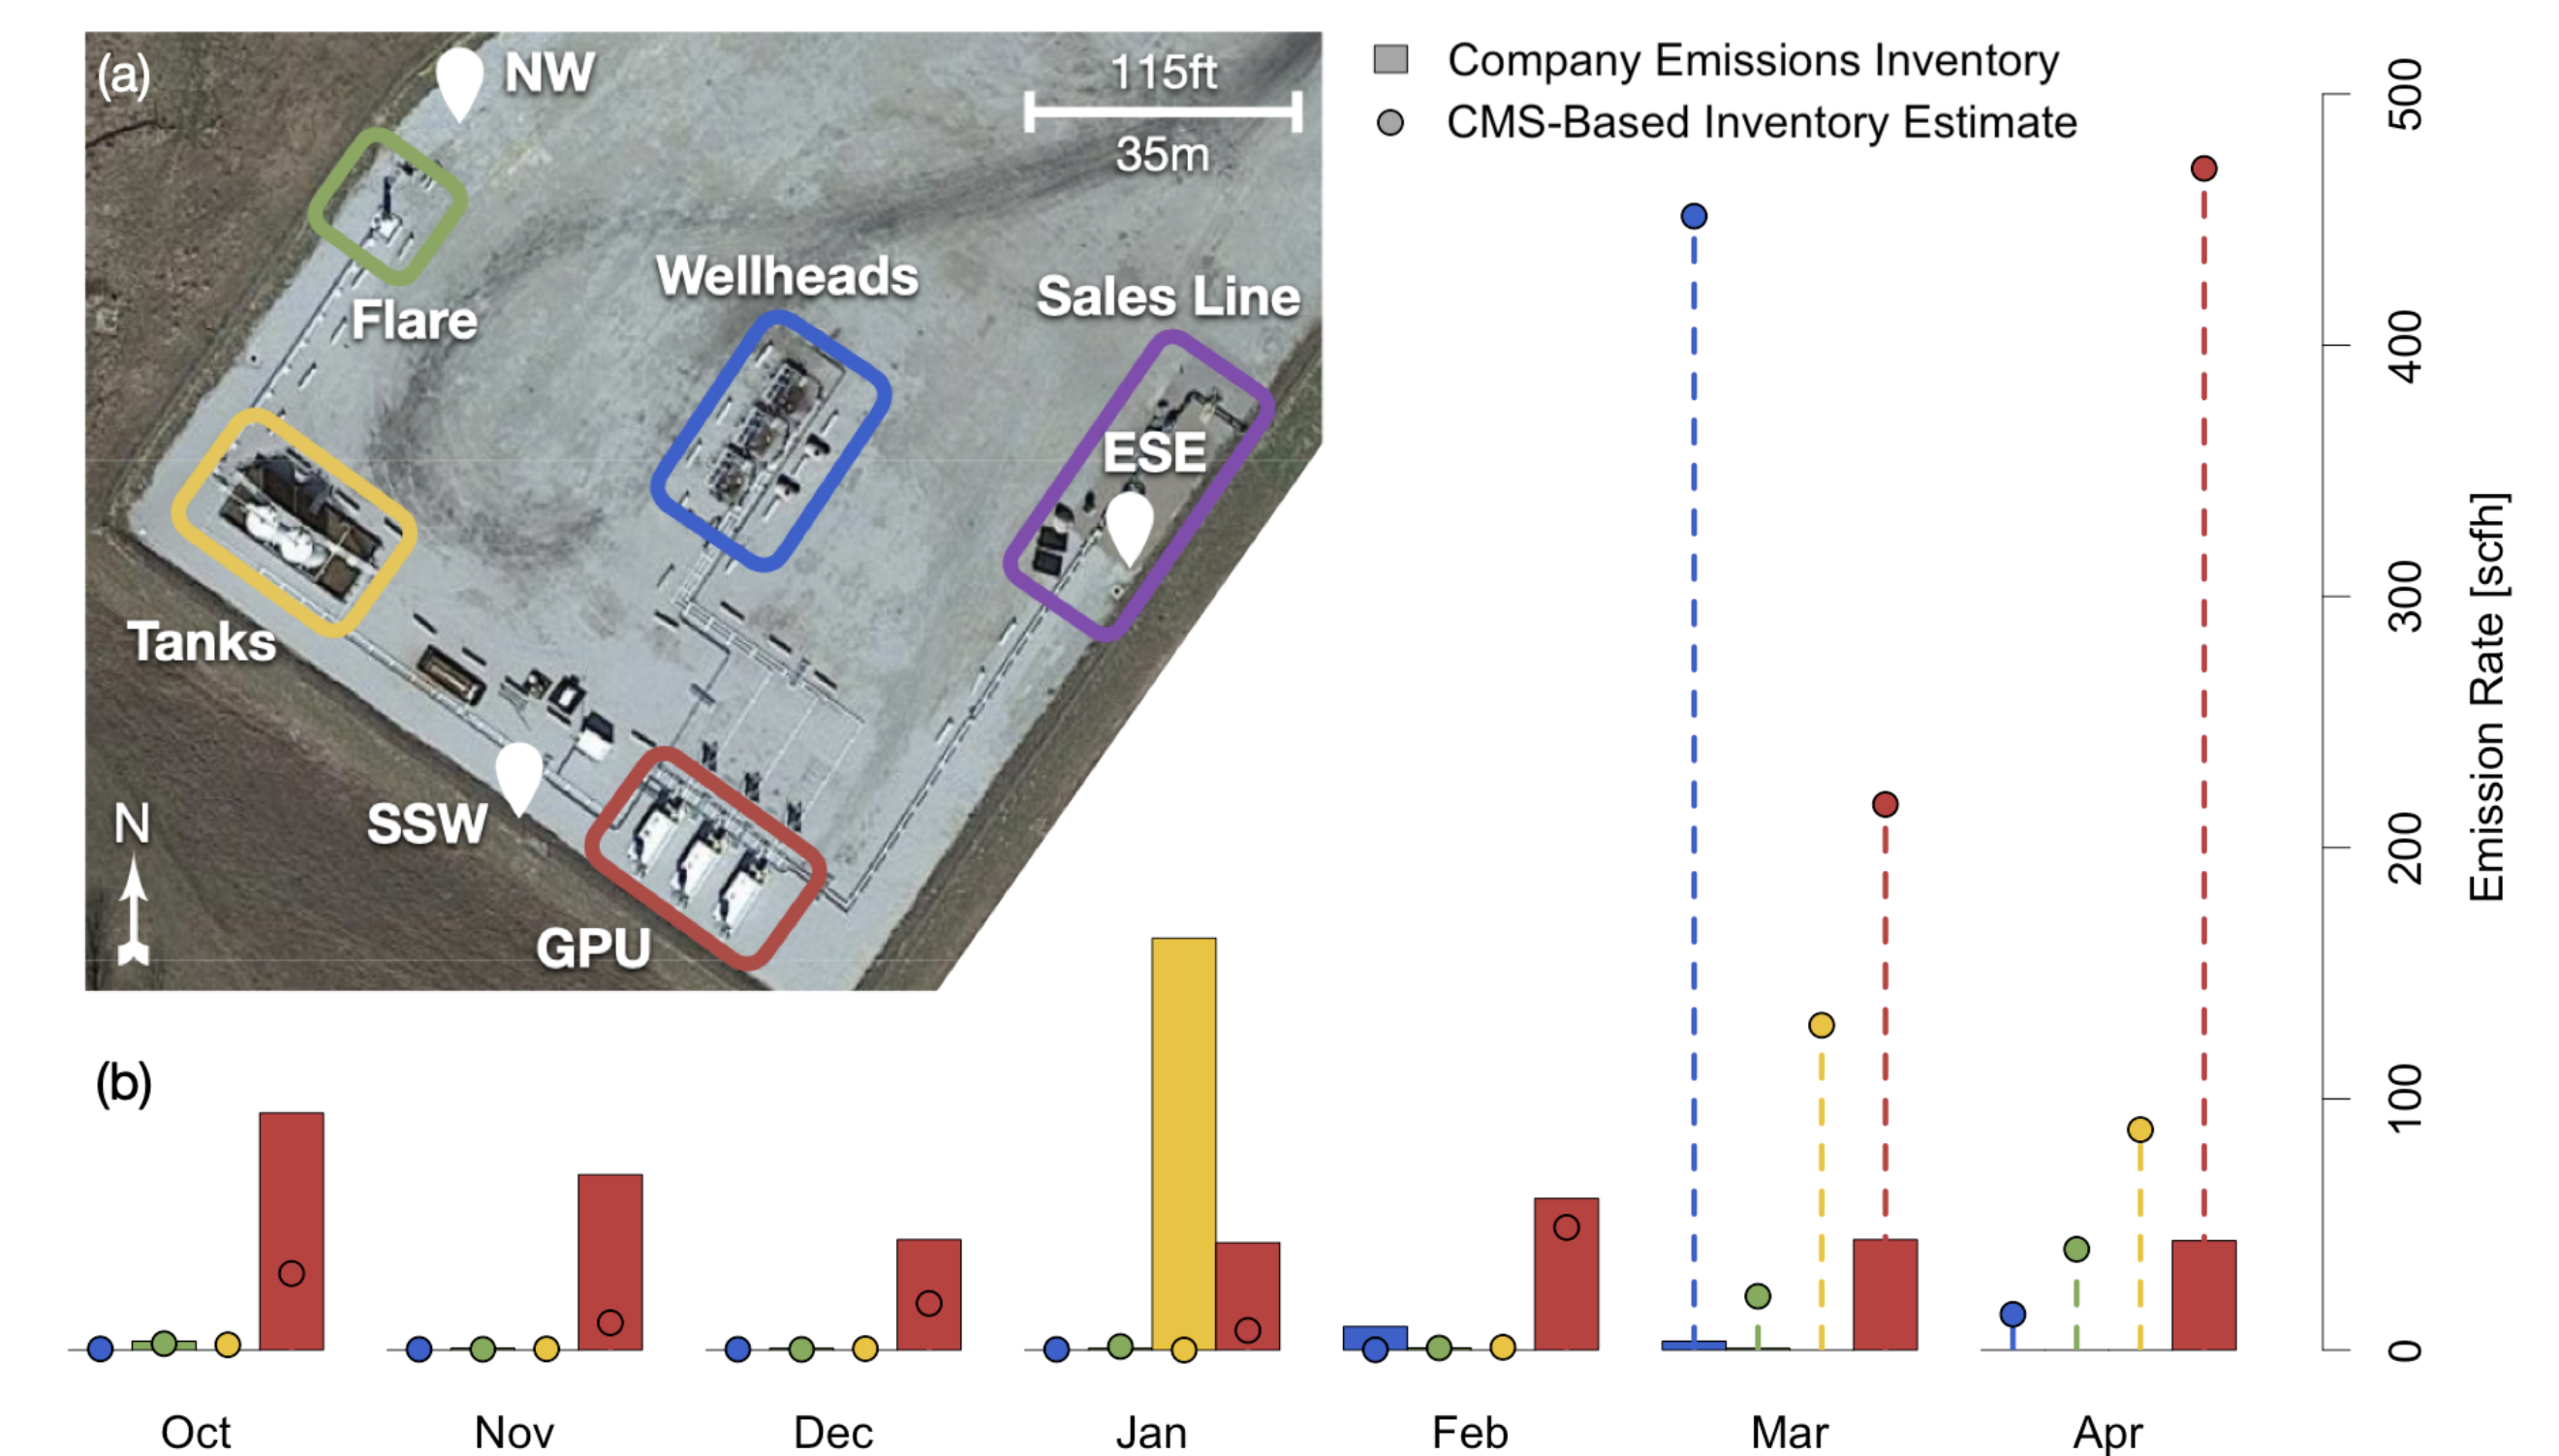 (a)
NW
115ft
35m
Flare
Wellheads
Sales Line
ESE
Tanks
SSW
N
GPU
Company Emissions Inventory
CMS-Based Inventory Estimate
(b)
500
400
300
200
100
0
Emission Rate [scfh]
Oct Nov Dec Jan Feb Mar Apr